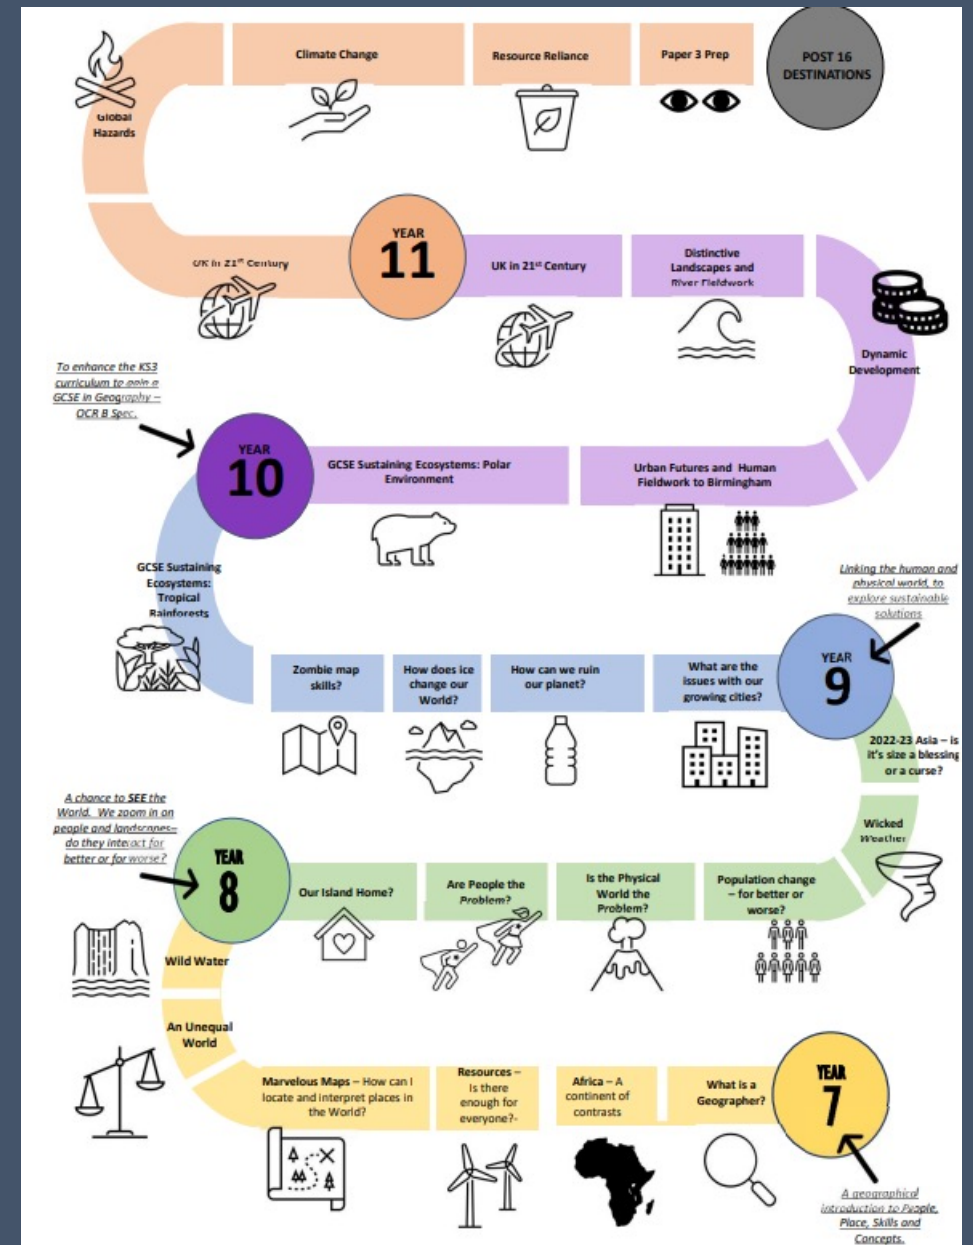 Climate Change
Resource Reliance
Paper 3 Prep
POST 16
DESTINATIONS
Global
Hazards
UK in 21st Century
YEAR
11
UK in 21st Century
Distinctive
Landscapes and
River Fieldwork
Dynamic
Development
To enhance the KS3
curriculum to gain a
GCSE in Geography –
OCR B Spec.
YEAR
10
GCSE Sustaining Ecosystems: Polar
Environment
Urban Futures and Human
Fieldwork to Birmingham
GCSE Sustaining
Ecosystems:
Tropical
Rainforests
Linking the human and
physical world, to
explore sustainable
solutions
Zombie map
skills?
How does ice
change our
World?
How can we ruin
our planet?
What are the
issues with our
growing cities?
YEAR
9
2022-23 Asia – is
it's size a blessing
or a curse?
A chance to SEE the
World. We zoom in on
people and landscapes–
do they interact for
better or for worse?
YEAR
8
Our Island Home?
Are People the
Problem?
Is the Physical
World the
Problem?
Population change
– for better or
worse?
Wicked
Weather
Wild Water
An Unequal
World
Marvelous Maps – How can I
locate and interpret places in
the World?
Resources –
Is there
enough for
everyone?-
Africa – A
continent of
contrasts
What is a
Geographer?
YEAR
7
A geographical
introduction to People,
Place, Skills and
Concepts.